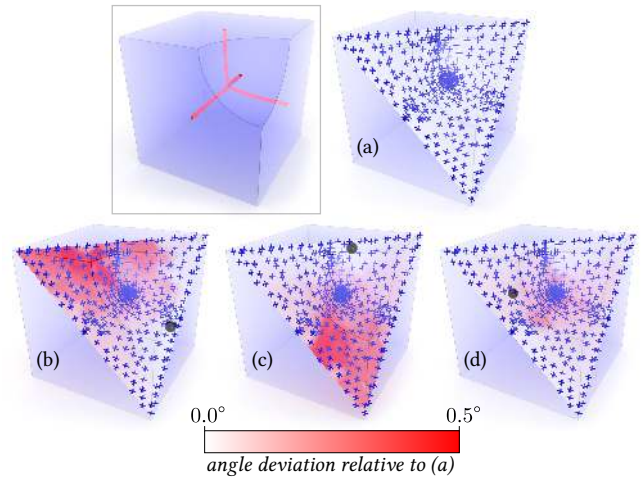 (a)
(b)
(c)
(d)
0.0° 0.5°
angle deviation relative to (a)